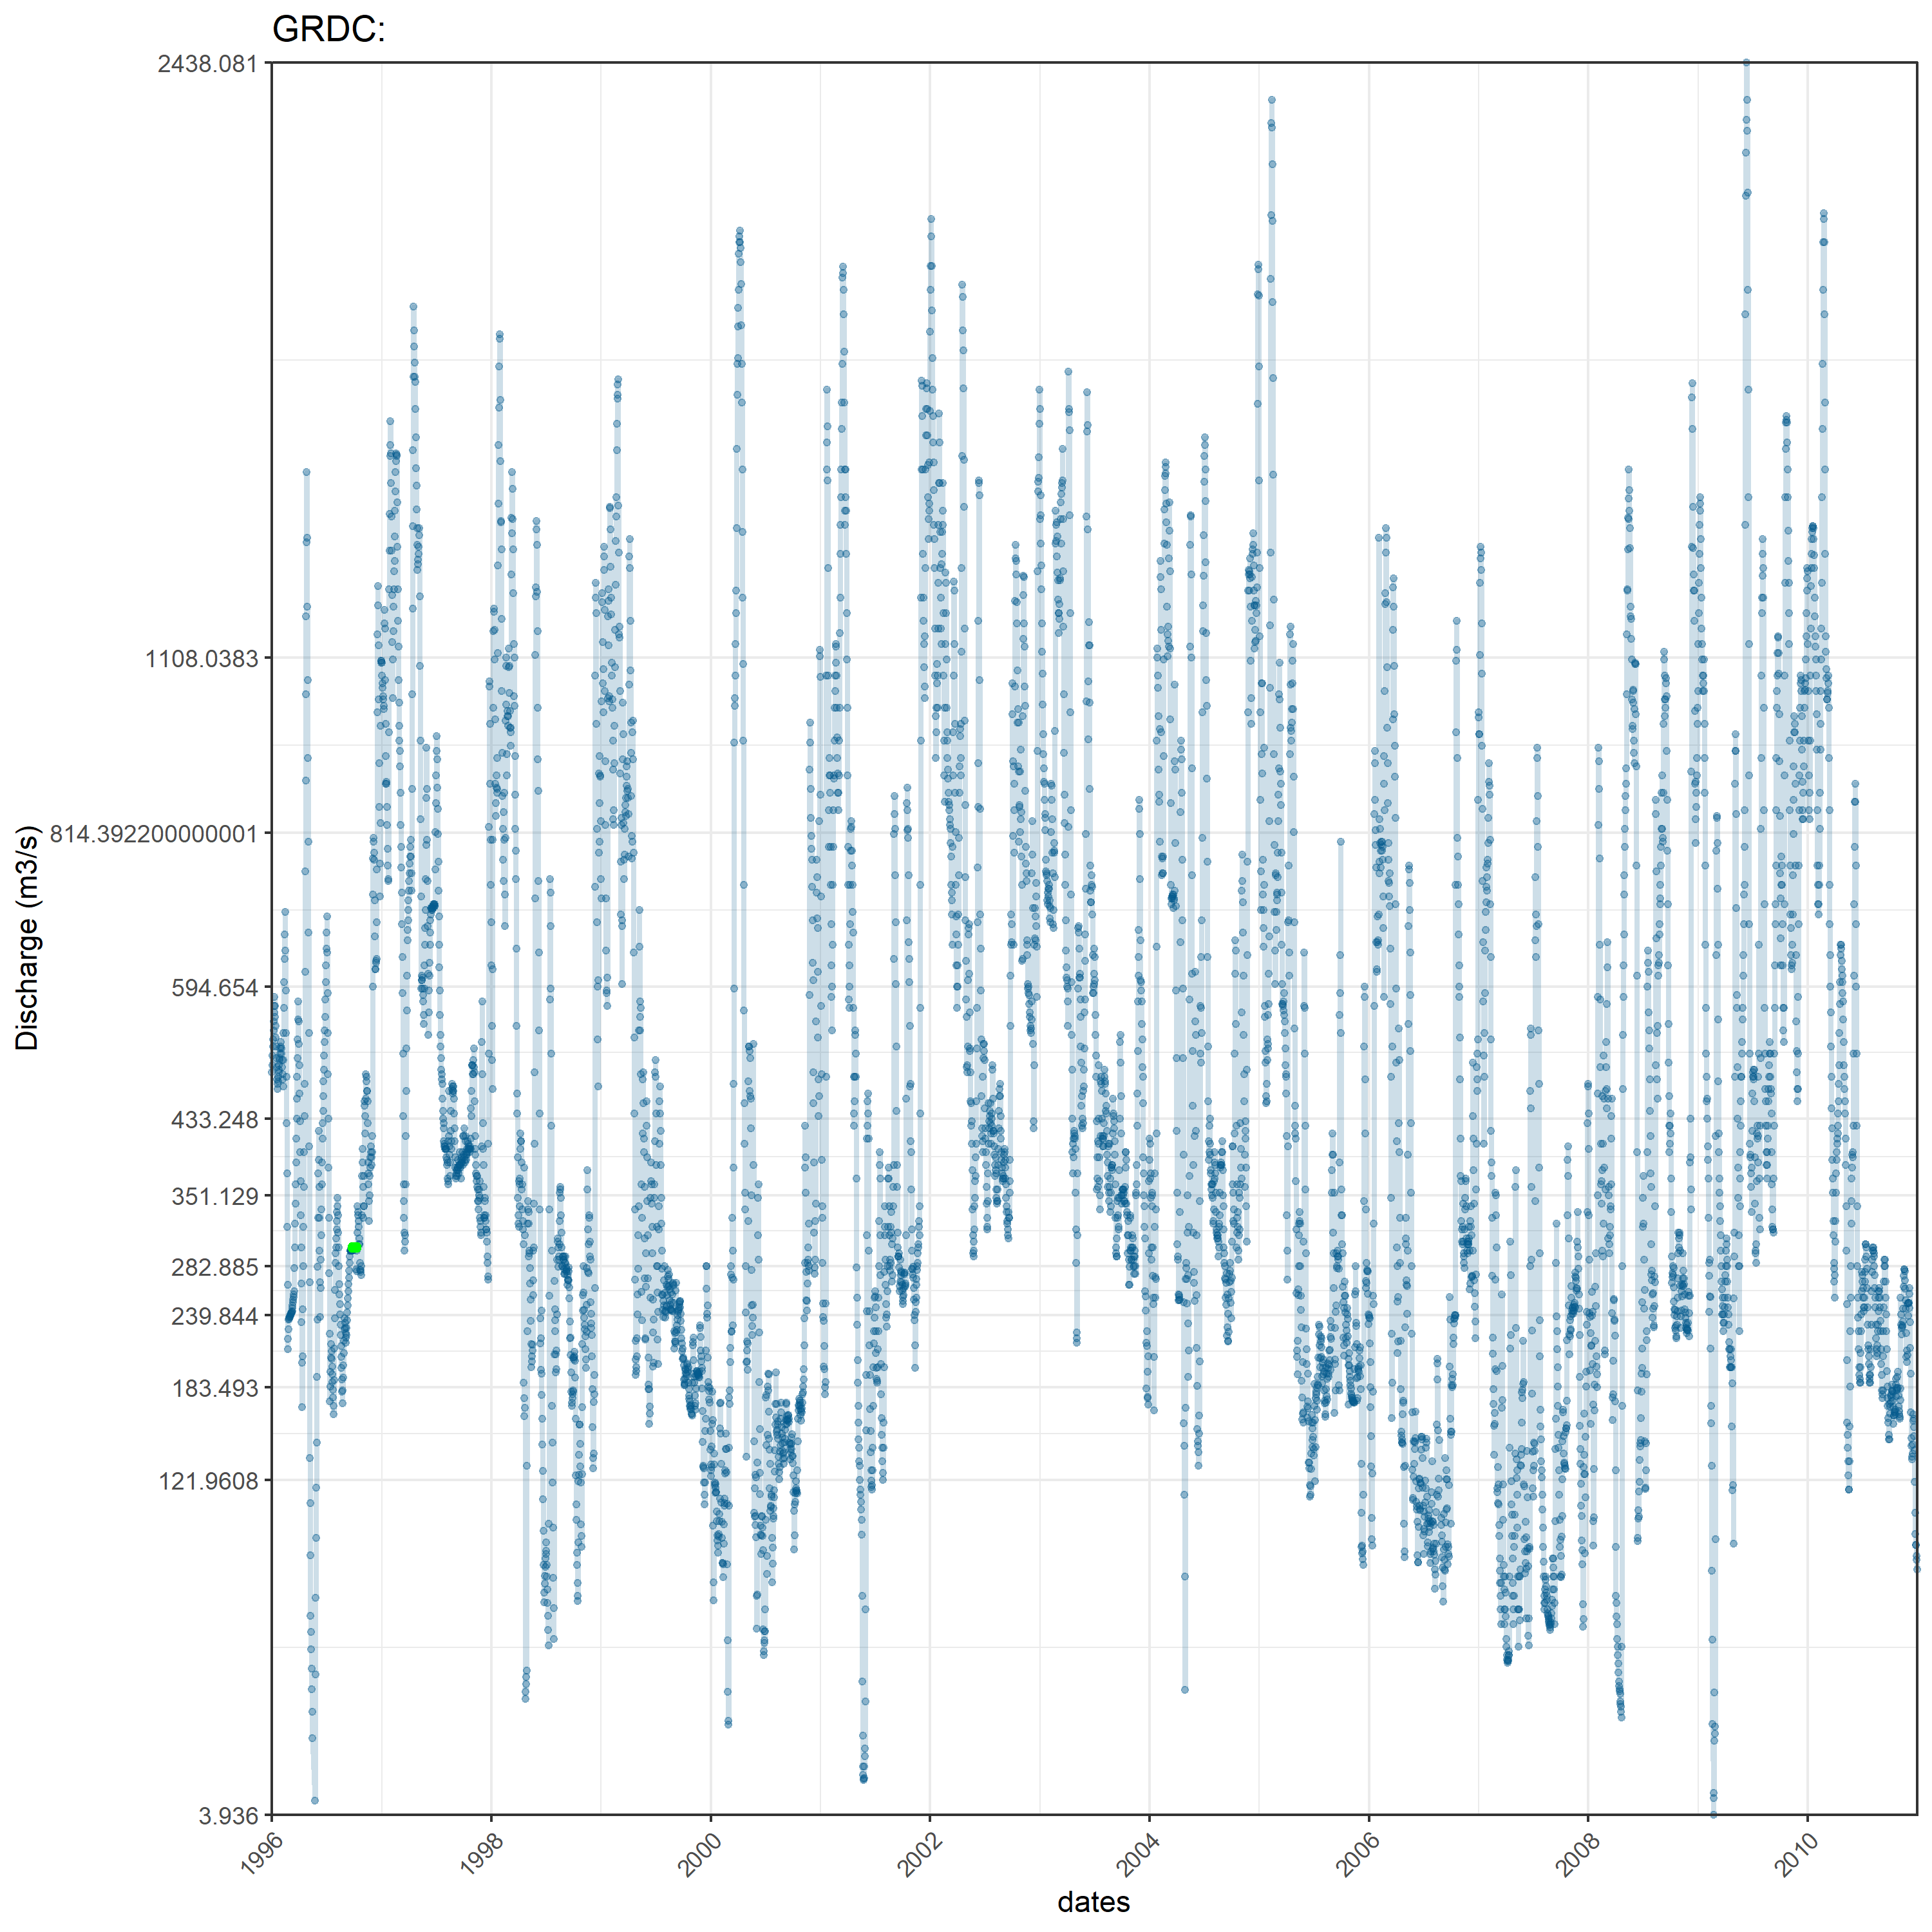 GRDC:
2438.081
1108.0383
814.392200000001
594.654
433.248
351.129
282.885
239.844
183.493
121.9608
3.936
Discharge (m3/s)
1996 1998 2000 2002 2004 2006 2008 2010
dates